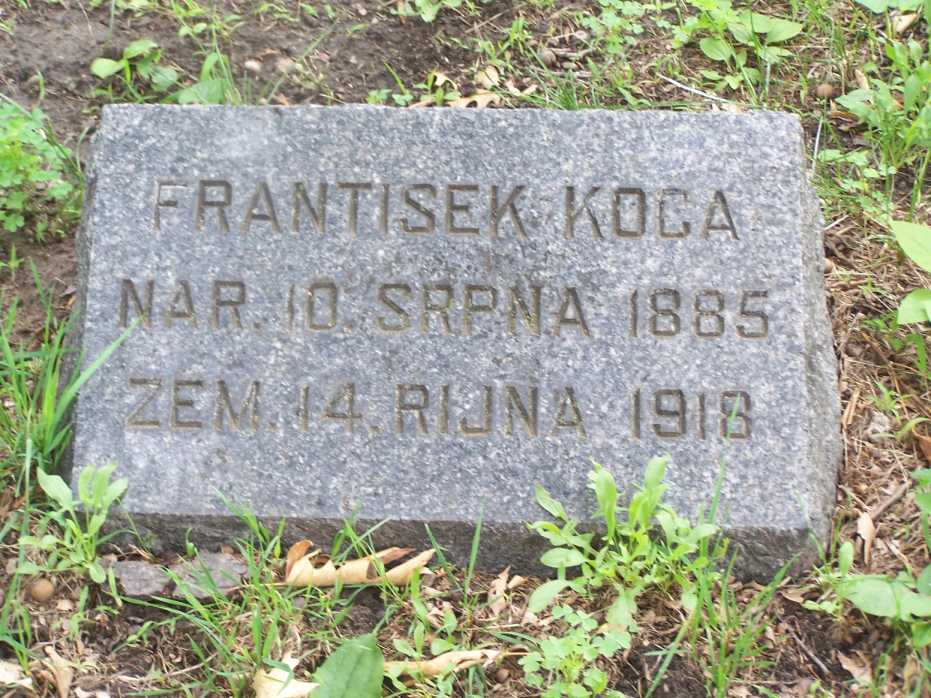 FRANTISEK KOCA
NAR. 10. SRPNA 1885
ZEM. 14. RIJNA 1918